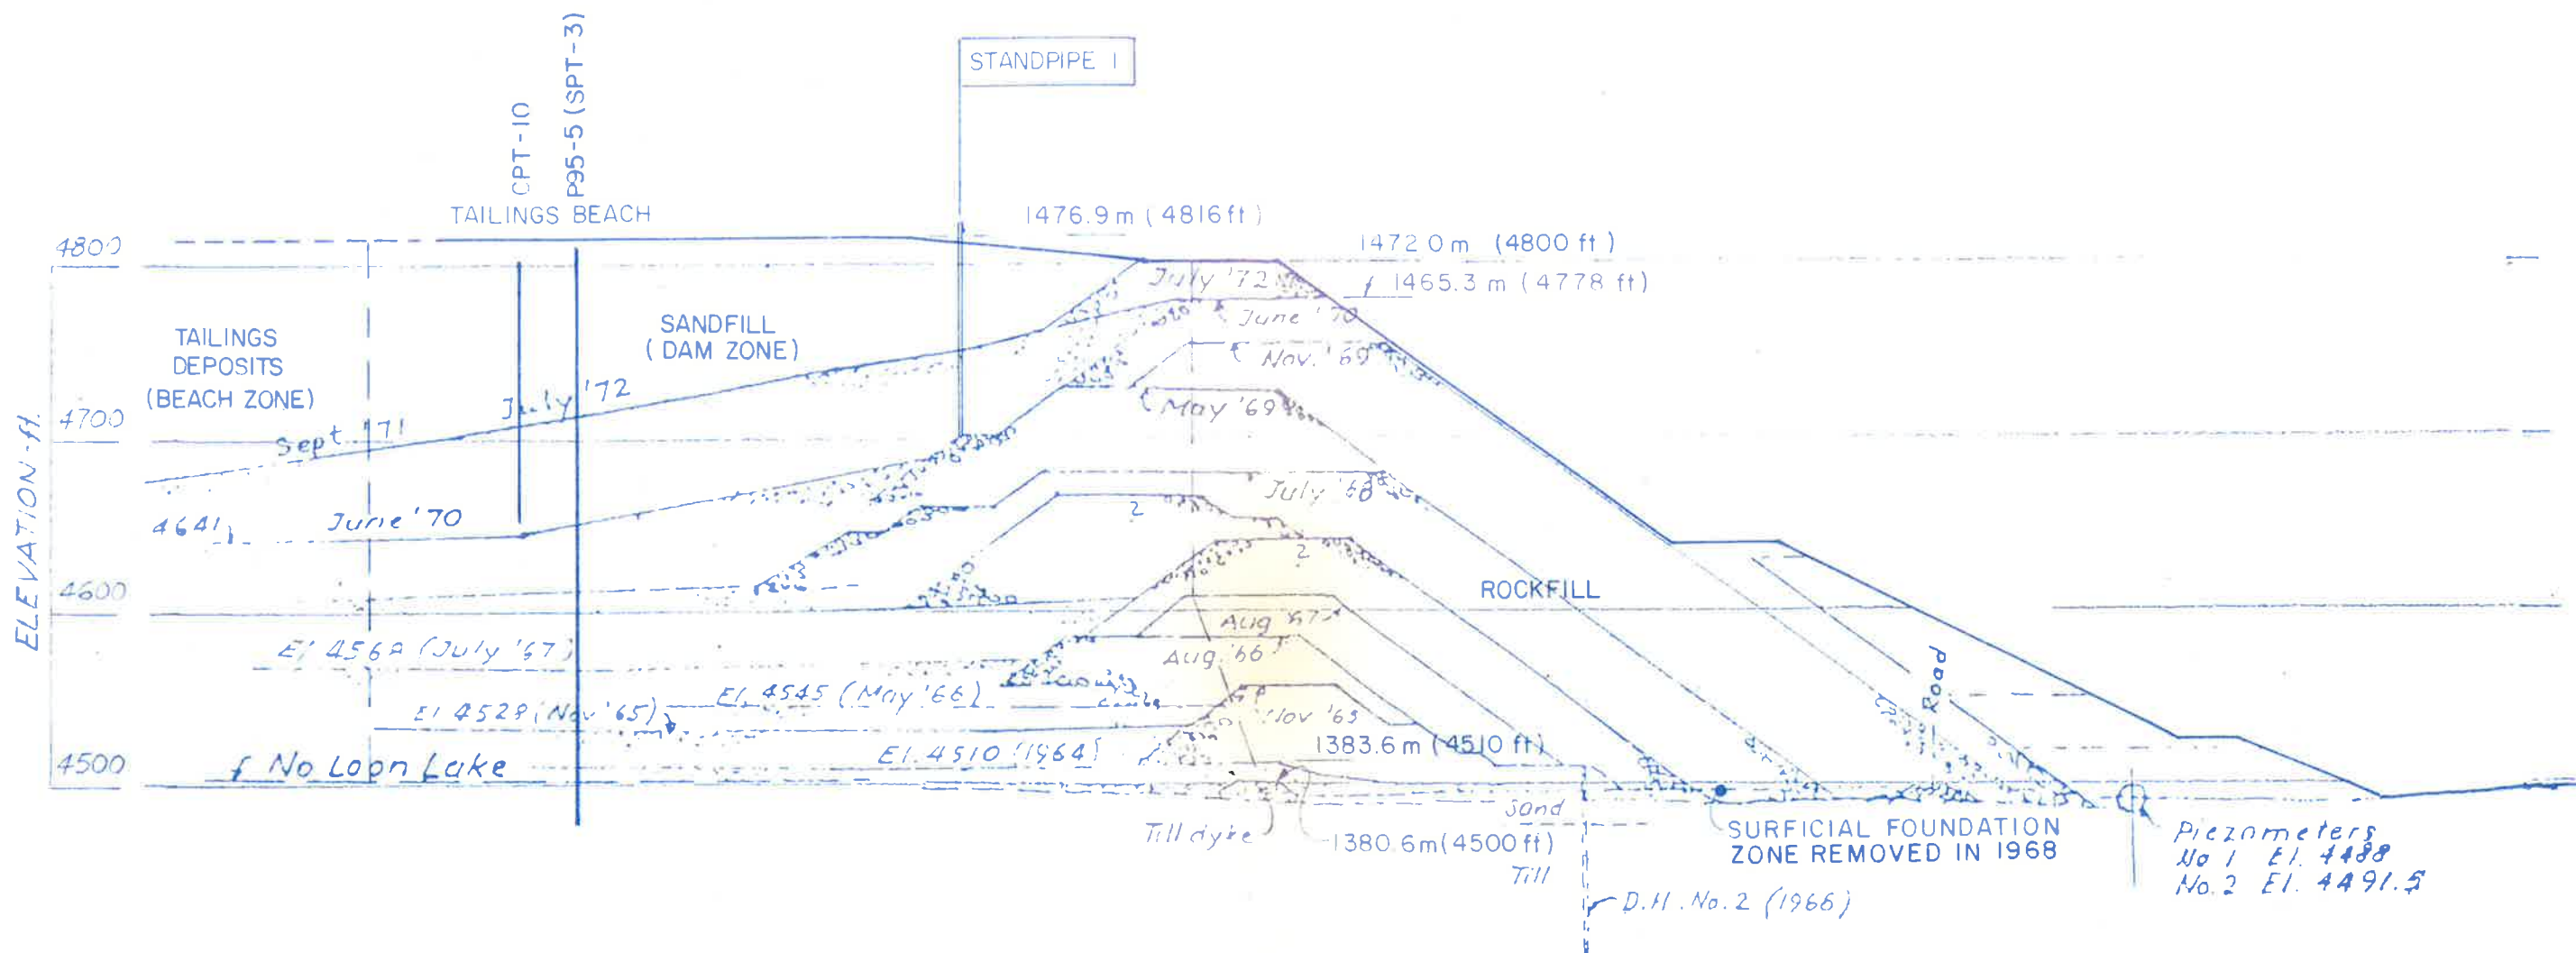 STANDPIPE 1
CPT-10
P95-5 (SPT-3)
TAILINGS BEACH
1476.9 m ( 4816 ft )
1472 0 m (4800 ft )
1465.3 m ( 4778 ft)
ELEVATION-ft.
4800
4700
4600
4500
TAILINGS
DEPOSITS
(BEACH ZONE)
SANDFILL
( DAM ZONE)
July '72
June '70
Nov. '69
May '69
July '68
Sept '71
July '72
4641
June '70
2
2
ROCKFILL
Aug '67
Aug. '66
Nov '65
El 4568 (July '67)
El. 4545 (May '66)
El 4528 (Nov '65)
El. 4510 (1964)
No Loon Lake
1383.6 m (4510 ft)
Road
Sand
Till dyke
1380.6m(4500ft)
Till
D.H. No. 2 (1966)
SURFICIAL FOUNDATION
ZONE REMOVED IN 1968
Piezometers
No 1 El. 4488
No. 2 El. 4491.5